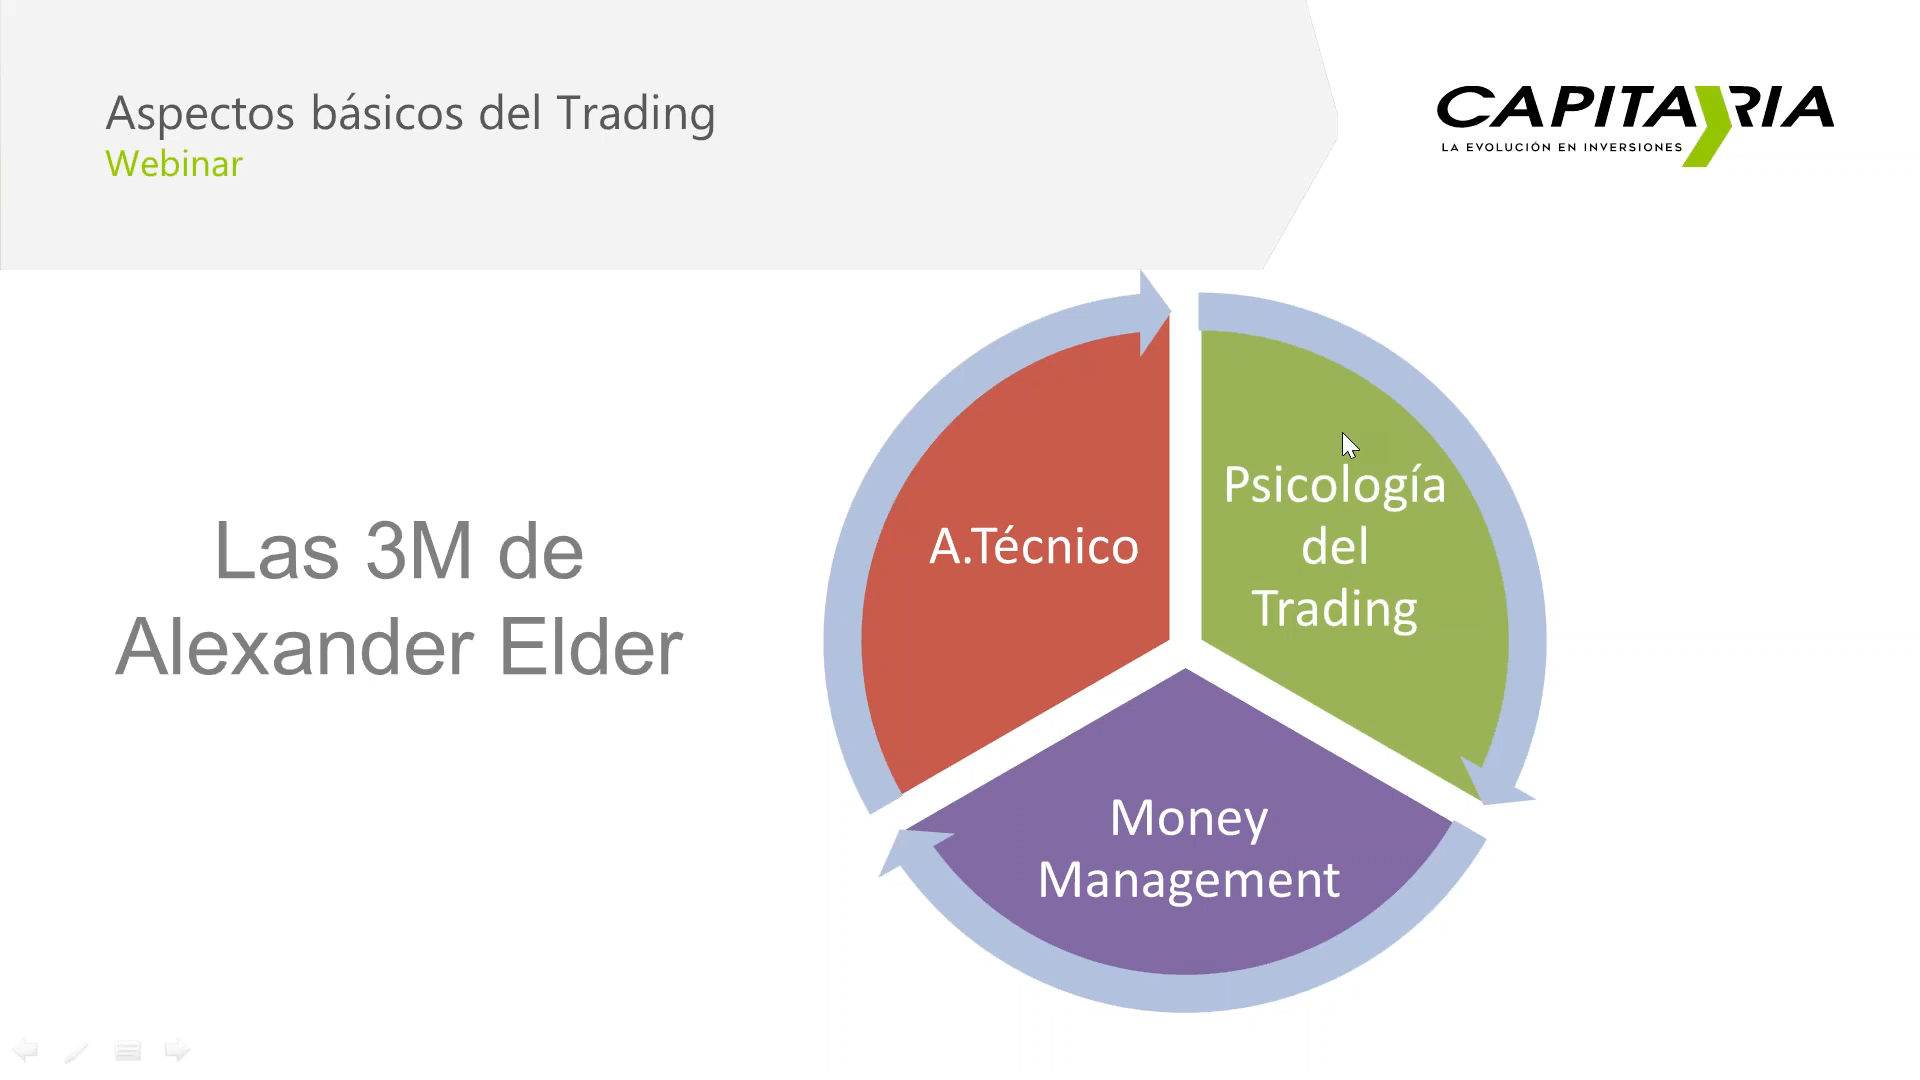 Aspectos básicos del Trading
Webinar
CAPITARIA
LA EVOLUCIÓN EN INVERSIONES
Las 3M de
Alexander Elder
A.Técnico
Psicología
del
Trading
Money
Management